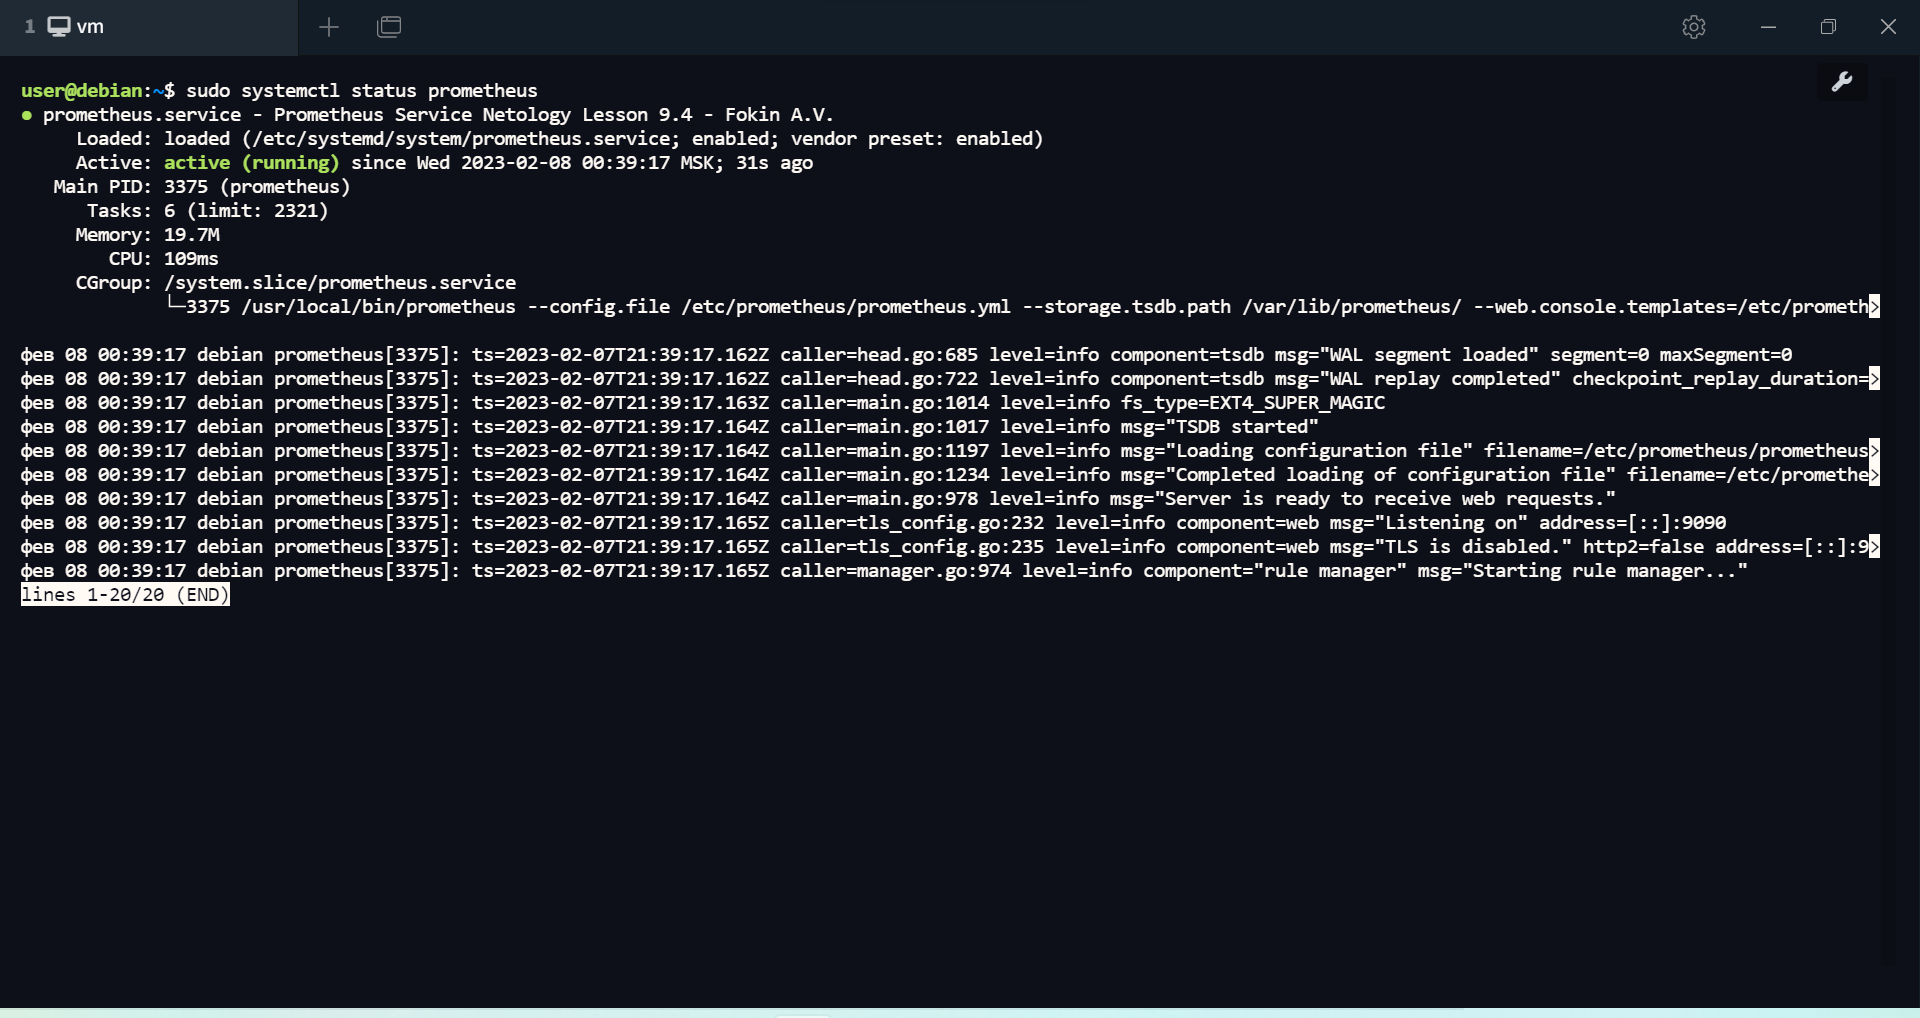 1 vm
user@debian:~$ sudo systemctl status prometheus
● prometheus.service - Prometheus Service Netology Lesson 9.4 - Fokin A.V.
Loaded: loaded (/etc/systemd/system/prometheus.service; enabled; vendor preset: enabled)
Active: active (running) since Wed 2023-02-08 00:39:17 MSK; 31s ago
Main PID: 3375 (prometheus)
Tasks: 6 (limit: 2321)
Memory: 19.7M
CPU: 109ms
CGroup: /system.slice/prometheus.service
└─3375 /usr/local/bin/prometheus --config.file /etc/prometheus/prometheus.yml --storage.tsdb.path /var/lib/prometheus/ --web.console.templates=/etc/prometh>
фев 08 00:39:17 debian prometheus[3375]: ts=2023-02-07T21:39:17.162Z caller=head.go:685 level=info component=tsdb msg="WAL segment loaded" segment=0 maxSegment=0
фев 08 00:39:17 debian prometheus[3375]: ts=2023-02-07T21:39:17.162Z caller=head.go:722 level=info component=tsdb msg="WAL replay completed" checkpoint_replay_duration=>
фев 08 00:39:17 debian prometheus[3375]: ts=2023-02-07T21:39:17.163Z caller=main.go:1014 level=info fs_type=EXT4_SUPER_MAGIC
фев 08 00:39:17 debian prometheus[3375]: ts=2023-02-07T21:39:17.164Z caller=main.go:1017 level=info msg="TSDB started"
фев 08 00:39:17 debian prometheus[3375]: ts=2023-02-07T21:39:17.164Z caller=main.go:1197 level=info msg="Loading configuration file" filename=/etc/prometheus/prometheus>
фев 08 00:39:17 debian prometheus[3375]: ts=2023-02-07T21:39:17.164Z caller=main.go:1234 level=info msg="Completed loading of configuration file" filename=/etc/promethe>
фев 08 00:39:17 debian prometheus[3375]: ts=2023-02-07T21:39:17.164Z caller=main.go:978 level=info msg="Server is ready to receive web requests."
фев 08 00:39:17 debian prometheus[3375]: ts=2023-02-07T21:39:17.165Z caller=tls_config.go:232 level=info component=web msg="Listening on" address=[::]:9090
фев 08 00:39:17 debian prometheus[3375]: ts=2023-02-07T21:39:17.165Z caller=tls_config.go:235 level=info component=web msg="TLS is disabled." http2=false address=[::]:9>
фев 08 00:39:17 debian prometheus[3375]: ts=2023-02-07T21:39:17.165Z caller=manager.go:974 level=info component="rule manager" msg="Starting rule manager..."
lines 1-20/20 (END)